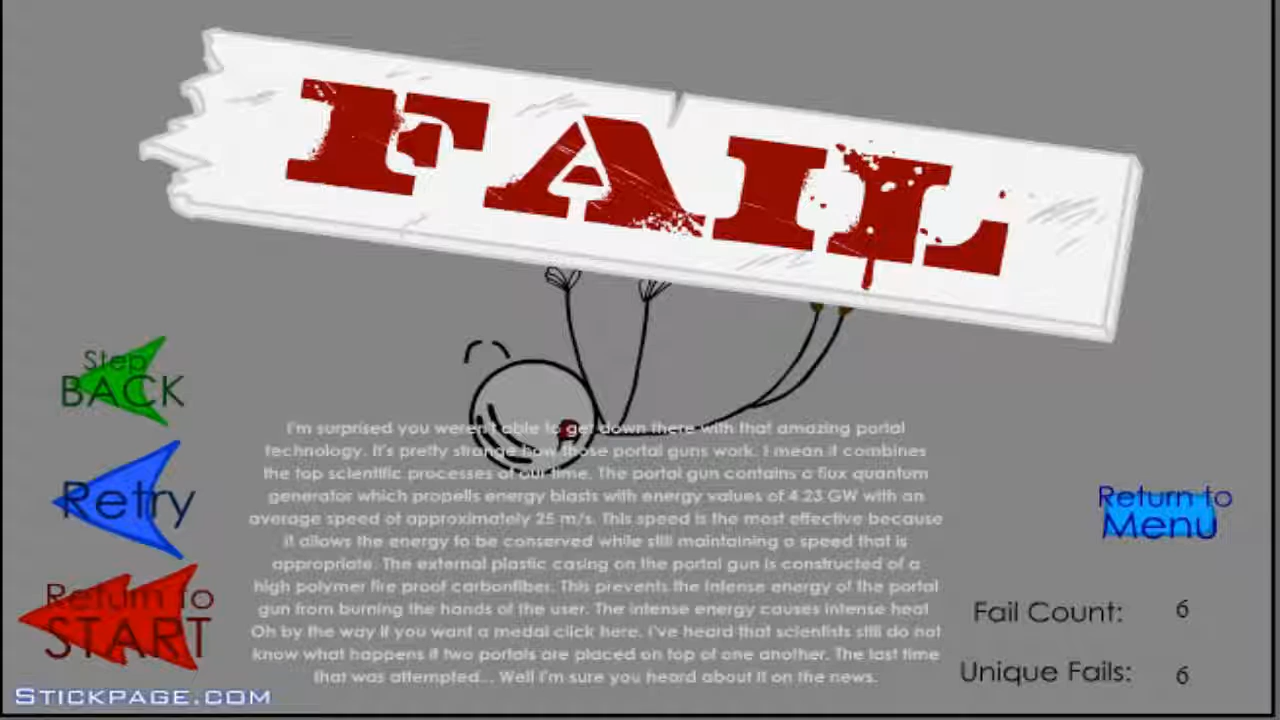 FAIL
Step
BACK
I'm surprised you weren't able to get down there with that amazing portal
technology. It's pretty strange how those portal guns work. I mean it combines
the top scientific processes of our time. The portal gun contains a flux quantum
generator which propells energy blasts with energy values of 4.23 GW with an
average speed of approximately 25 m/s. This speed is the most effective because
it allows the energy to be conserved while still maintaining a speed that is
appropriate. The external plastic casing on the portal gun is constructed of a
high polymer fire proof carbonfiber. This prevents the intense energy of the portal
gun from burning the hands of the user. The intense energy causes intense heat
Oh by the way if you want a medal click here. I've heard that scientists still do not
know what happens if two portals are placed on top of one another. The last time
that was attempted... Well I'm sure you heard about it on the news.
Retry
Return to
START
Return to
Menu
Fail Count: 6
Unique Fails: 6
STICKPAGE.COM